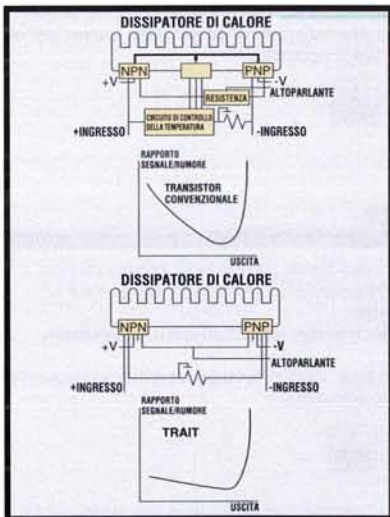 DISSIPATORE DI CALORE
NPN
PNP
+V
-V
RESISTENZA
ALTOPARLANTE
CIRCUITO DI CONTROLLO
DELLA TEMPERATURA
+INGRESSO
-INGRESSO
RAPPORTO
SEGNALE/RUMORE
TRANSISTOR
CONVENZIONALE
USCITA
DISSIPATORE DI CALORE
NPN
PNP
+V
-V
ALTOPARLANTE
+INGRESSO
-INGRESSO
RAPPORTO
SEGNALE/RUMORE
TRAIT
USCITA